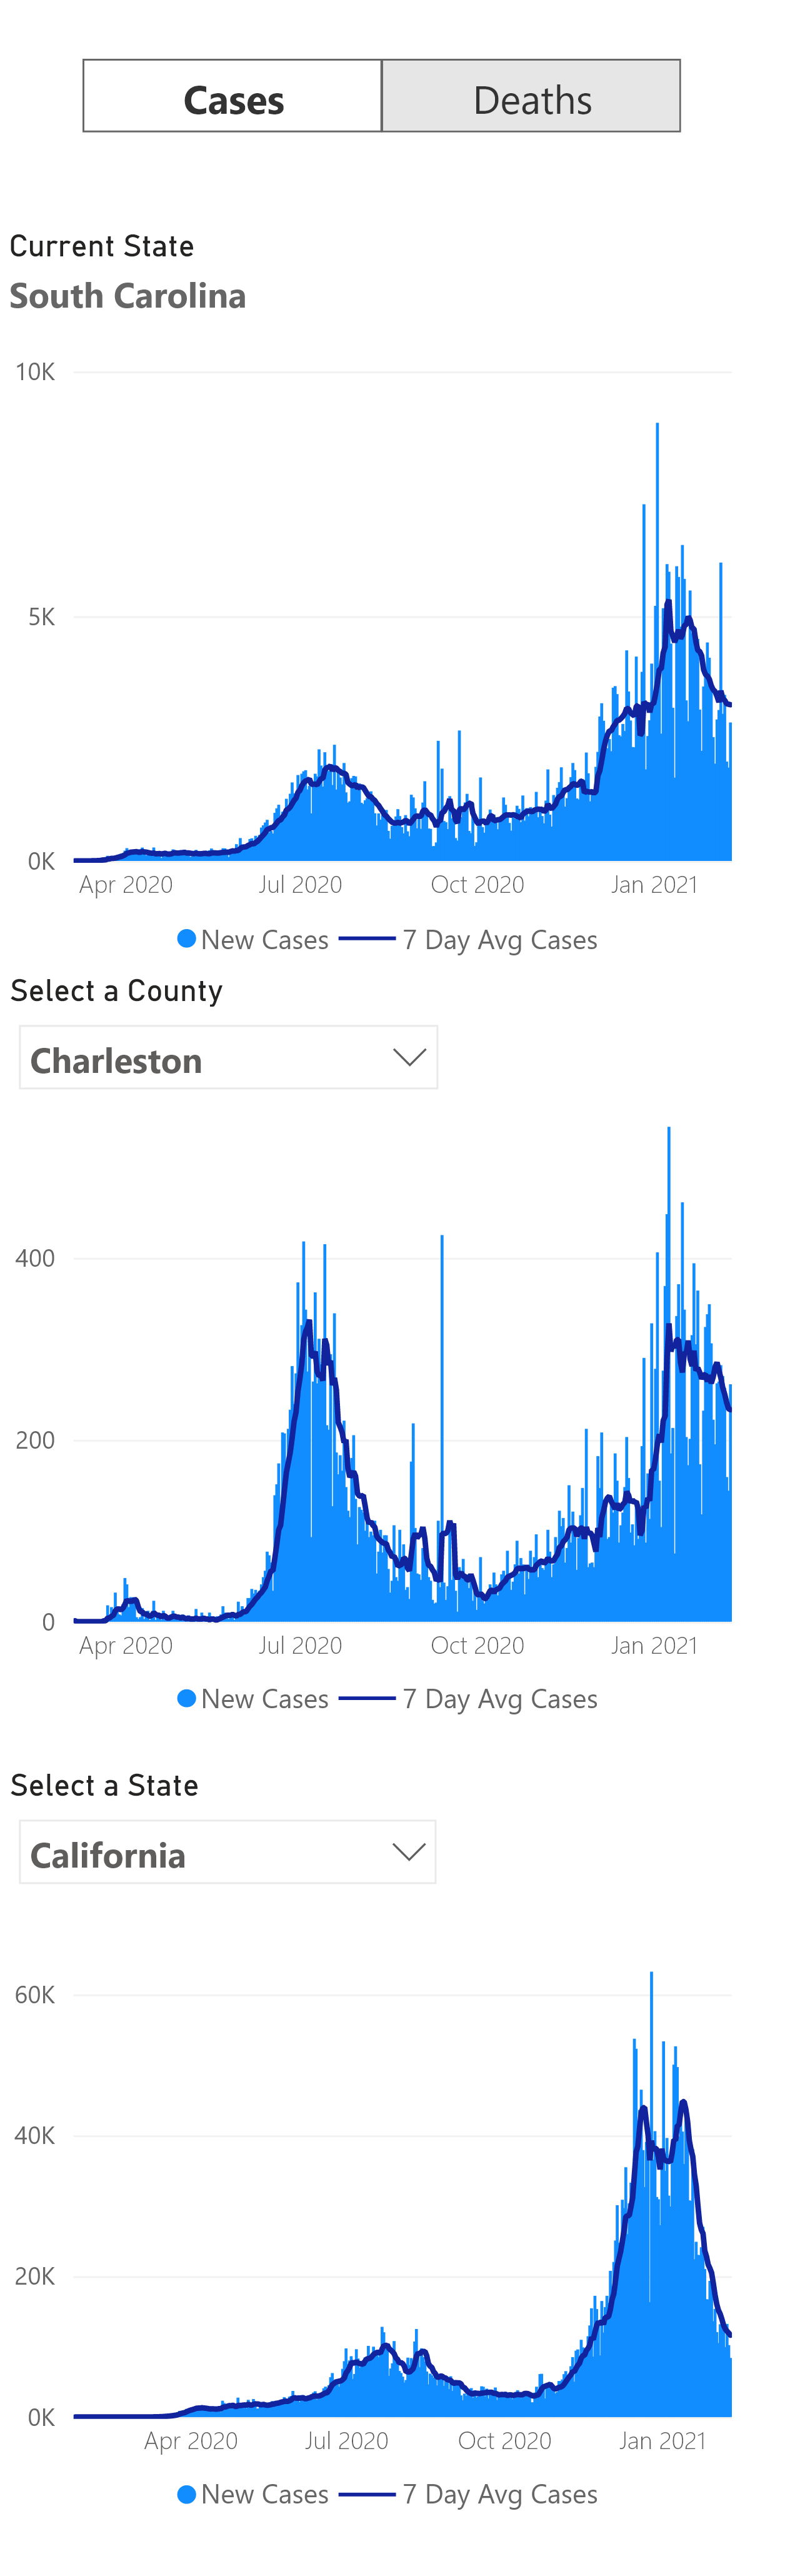 Cases Deaths
Current State
South Carolina
10K
5K
0K
Apr 2020 Jul 2020 Oct 2020 Jan 2021
New Cases 7 Day Avg Cases
Select a County
Charleston
400
200
0
Apr 2020 Jul 2020 Oct 2020 Jan 2021
New Cases 7 Day Avg Cases
Select a State
California
60K
40K
20K
0K
Apr 2020 Jul 2020 Oct 2020 Jan 2021
New Cases 7 Day Avg Cases